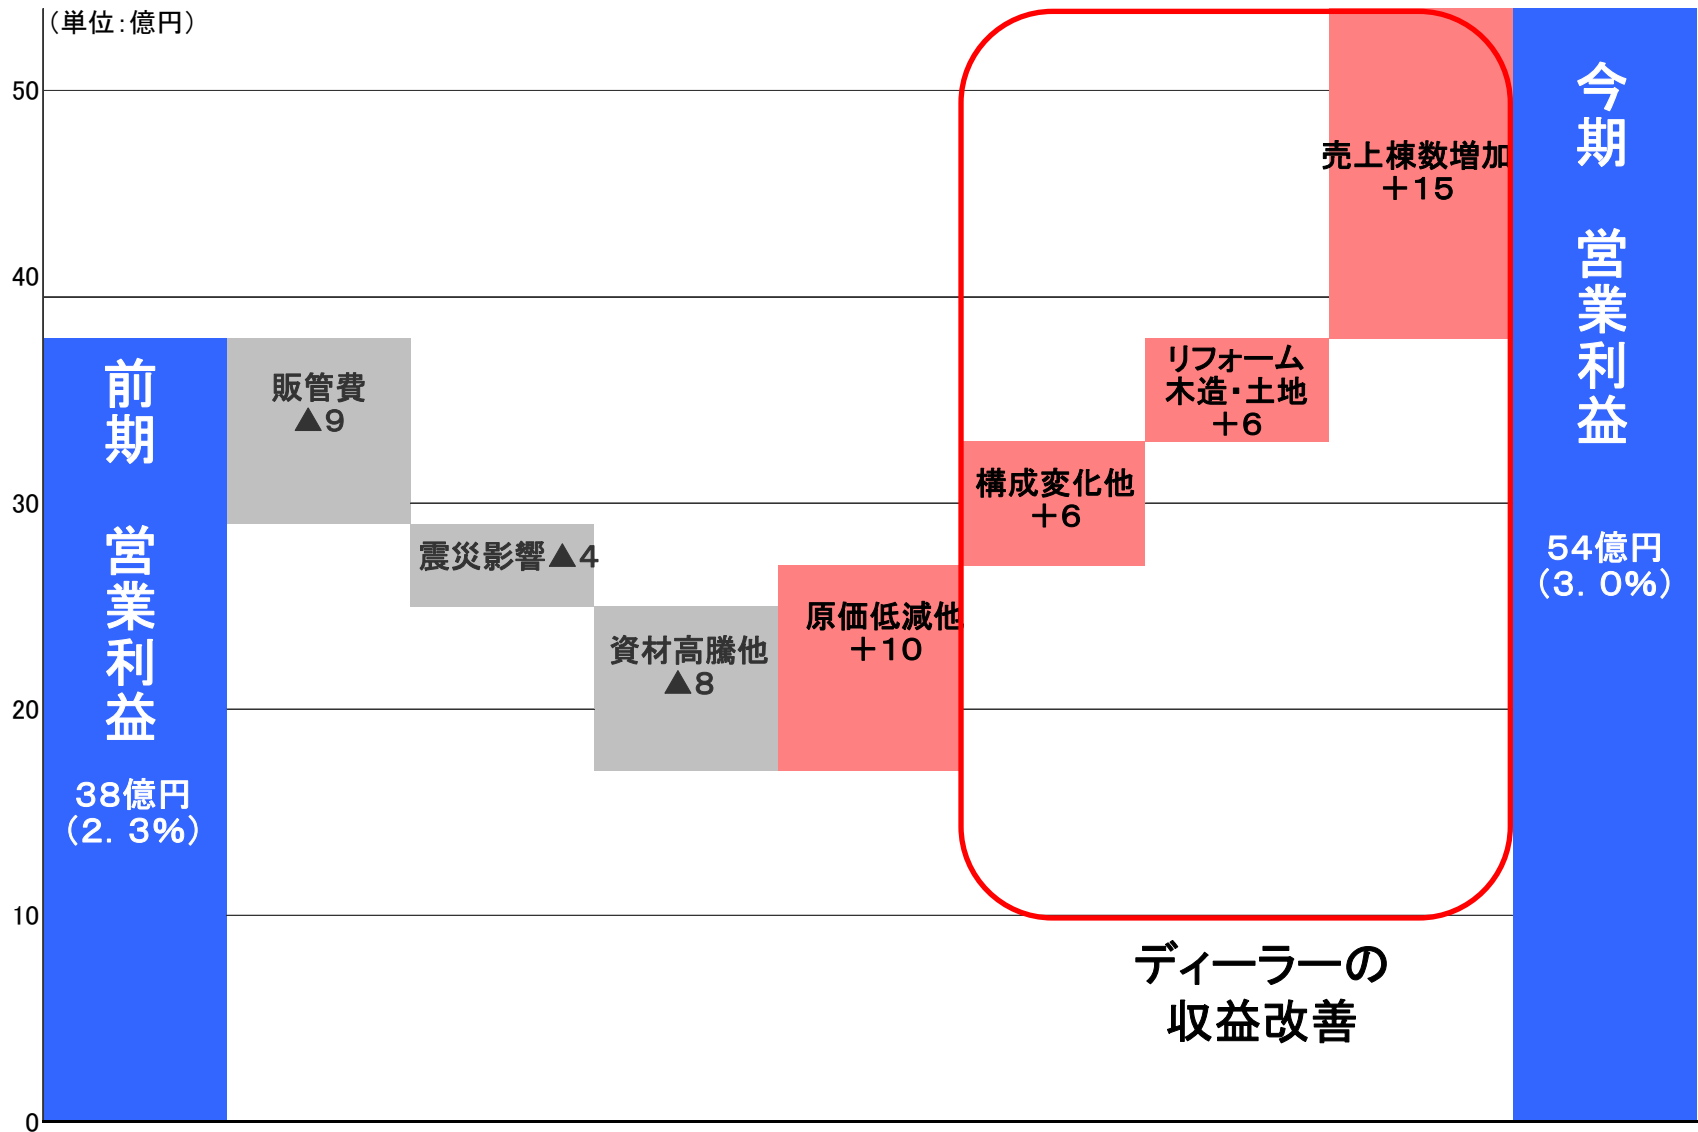 （単位：億円）
50
40
30
20
10
0
前期　営業利益
38億円
（2．3%）
販管費
▲9
震災影響▲4
資材高騰他
▲8
原価低減他
＋10
構成変化他
＋6
リフォーム
木造・土地
＋6
売上棟数増加
＋15
今期　営業利益
54億円
（3．0%）
ディーラーの
収益改善